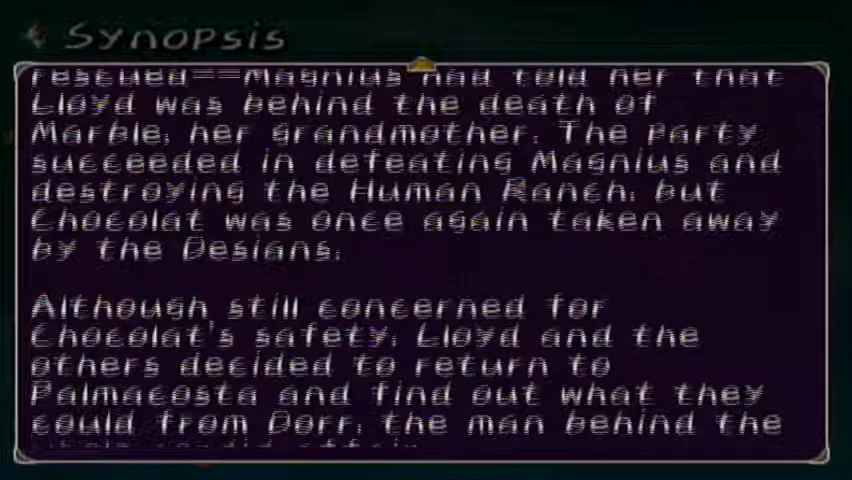 Synopsis
rescued--Magnius had told her that
Lloyd was behind the death of
Marble, her grandmother. The party
succeeded in defeating Magnius and
destroying the Human Ranch, but
Chocolat was once again taken away
by the Desians.
Although still concerned for
Chocolat's safety, Lloyd and the
others decided to return to
Palmacosta and find out what they
could from Dorr, the man behind the